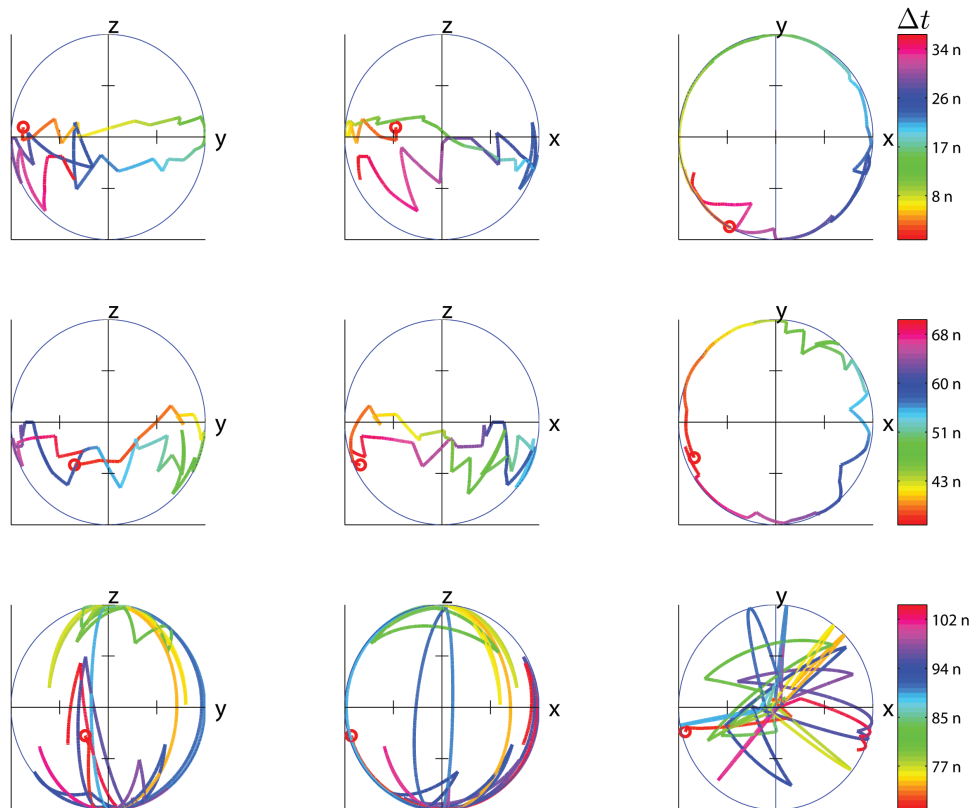 z z y Δt
y x x
34 n
26 n
17 n
8 n
z z y
y x x
68 n
60 n
51 n
43 n
z z y
y x x
102 n
94 n
85 n
77 n